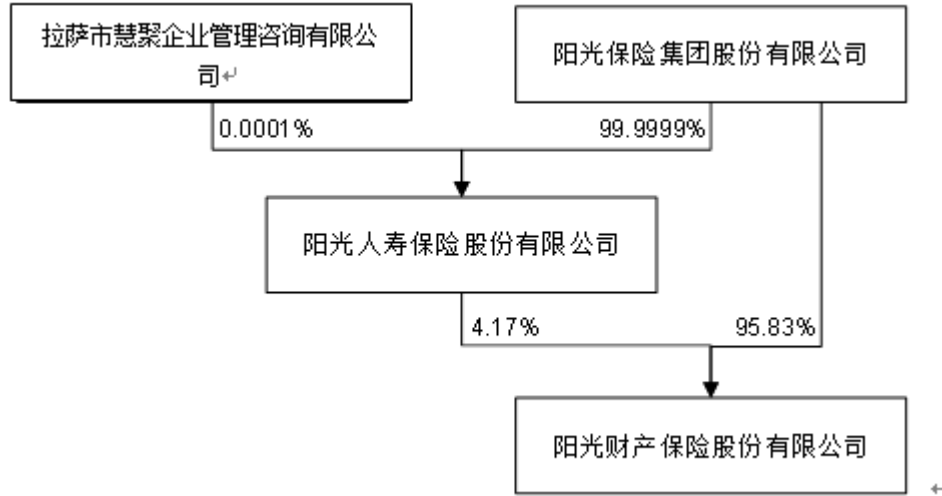 拉萨市慧聚企业管理咨询有限公
司
阳光保险集团股份有限公司
0.0001%
99.9999%
阳光人寿保险股份有限公司
4.17%
95.83%
阳光财产保险股份有限公司